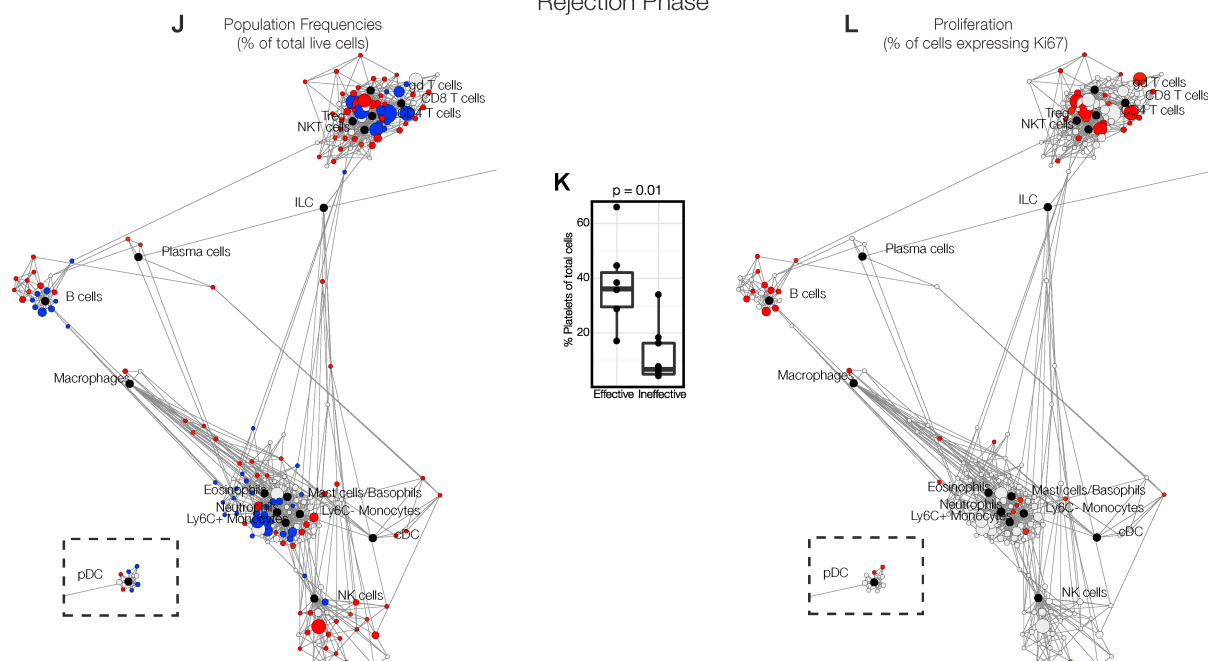 Rejection Phase
J
Population Frequencies
(% of total live cells)
gd T cells
CD8 T cells
CD4 T cells
Treg
NKT cells
ILC
Plasma cells
B cells
Macrophages
Eosinophils
Mast cells/Basophils
Neutrophils
Ly6C- Monocytes
Ly6C+ Monocytes
cDC
pDC
NK cells
K
p = 0.01
% Platelets of total cells
60
40
20
Effective
Ineffective
L
Proliferation
(% of cells expressing Ki67)
gd T cells
CD8 T cells
CD4 T cells
Treg
NKT cells
ILC
Plasma cells
B cells
Macrophages
Eosinophils
Mast cells/Basophils
Neutrophils
Ly6C- Monocytes
Ly6C+ Monocytes
cDC
pDC
NK cells